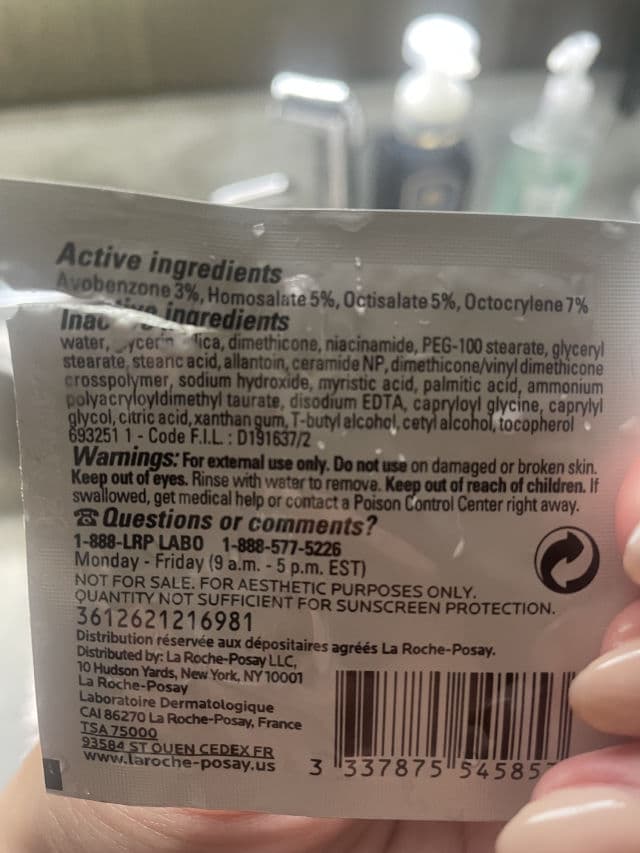 Active ingredients
Avobenzone 3%, Homosalate 5%, Octisalate 5%, Octocrylene 7%
ingredients
water, dimethicone, niacinamide, PEG-100 stearate, glyceryl
stearate, stearic acid, allantoin, ceramide NP, dimethicone/vinyl dimethicone
crosspolymer, sodium hydroxide, myristic acid, palmitic acid, ammonium
polyacryloyldimethyl taurate, disodium EDTA, capryloyl glycine, caprylyl
glycol, citric acid, xanthan gum, T-butyl alcohol, cetyl alcohol, tocopherol
693251 1 - Code F.I.L. : D191637/2
Warnings: For external use only. Do not use on damaged or broken skin.
Keep out of eyes. Rinse with water to remove. Keep out of reach of children. If
swallowed, get medical help or contact a Poison Control Center right away.
☎ Questions or comments?
1-888-LRP LABO 1-888-577-5226
Monday - Friday (9 a.m. - 5 p.m. EST)
NOT FOR SALE. FOR AESTHETIC PURPOSES ONLY.
QUANTITY NOT SUFFICIENT FOR SUNSCREEN PROTECTION.
3612621216981
Distribution réservée aux dépositaires agréés La Roche-Posay.
Distributed by: La Roche-Posay LLC,
10 Hudson Yards, New York, NY 10001
La Roche-Posay
Laboratoire Dermatologique
CAI 86270 La Roche-Posay, France
TSA 75000
93584 ST OUEN CEDEX FR
www.laroche-posay.us
3 337875 545857